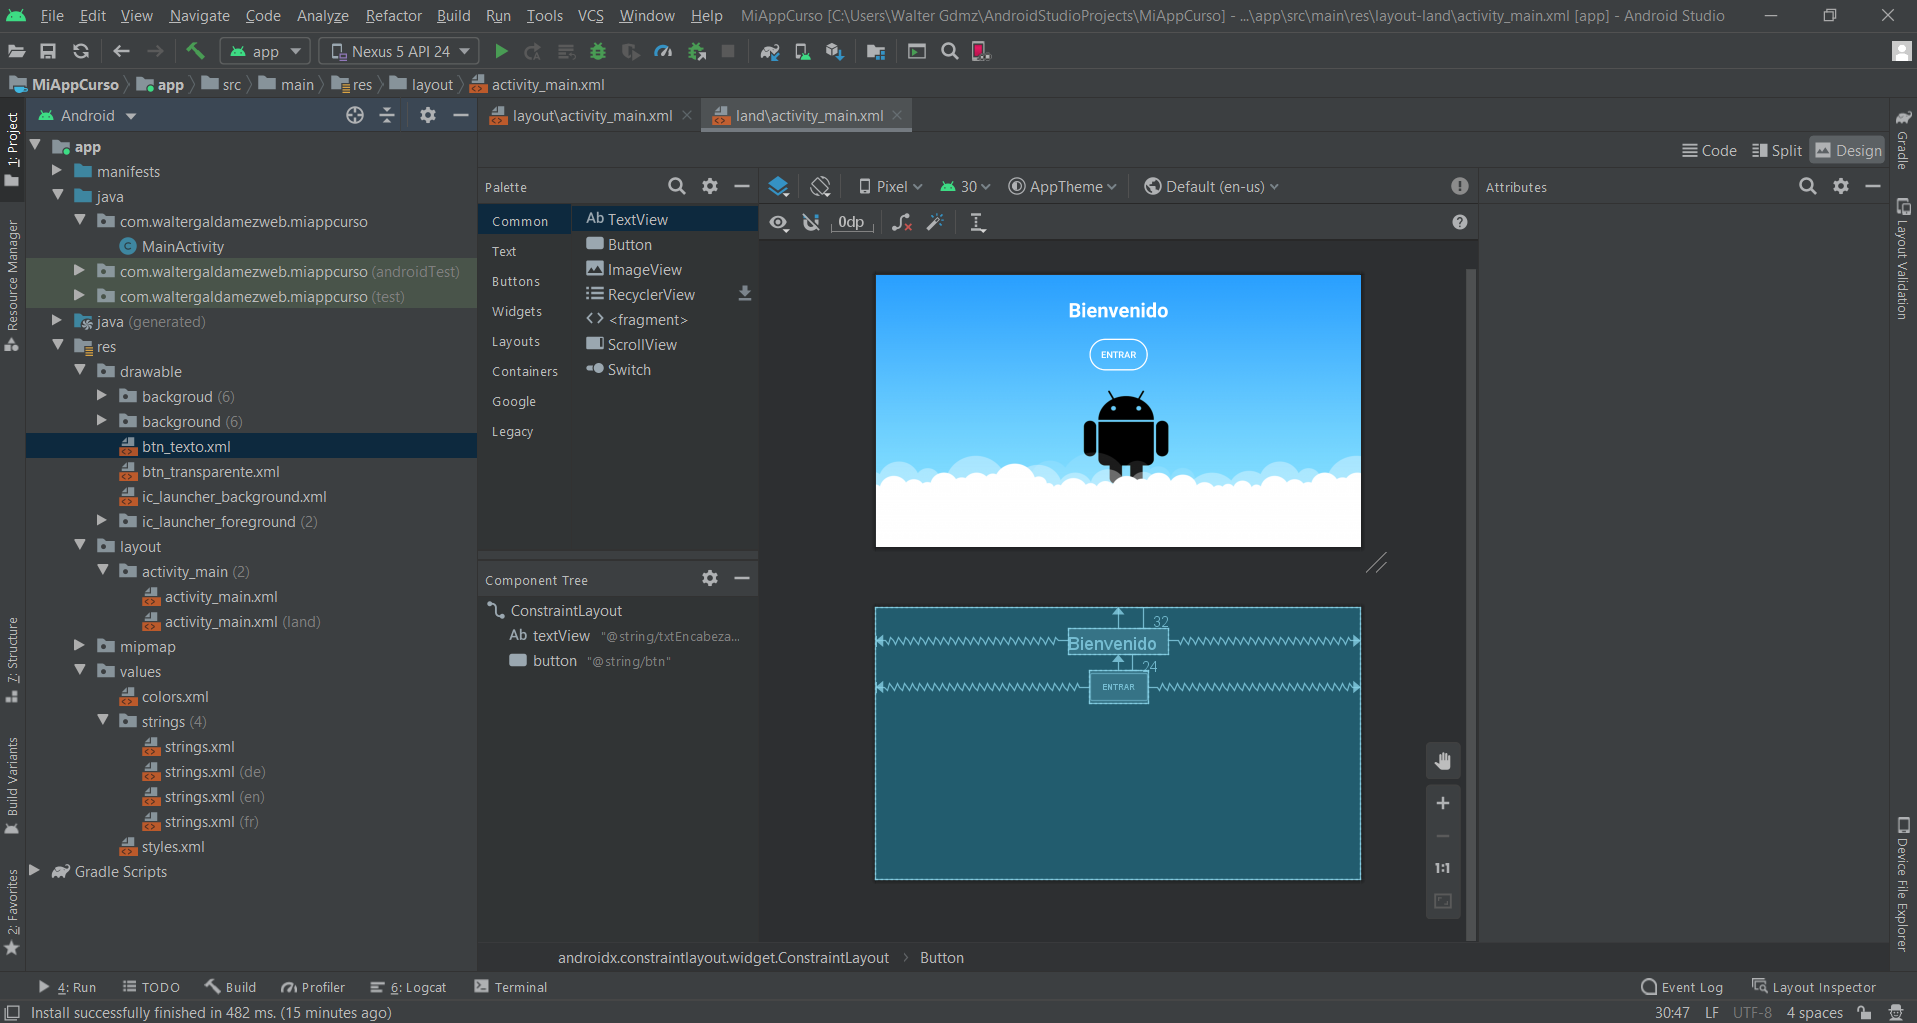 File Edit View Navigate Code Analyze Refactor Build Run Tools VCS Window Help MiAppCurso [C:\Users\Walter Gdmz\AndroidStudioProjects\MiAppCurso] - ...\app\src\main\res\layout-land\activity_main.xml [app] - Android Studio
app Nexus 5 API 24
MiAppCurso app src main res layout activity_main.xml
Android
layout\activity_main.xml
land\activity_main.xml
Code Split Design
1: Project
Resource Manager
7: Structure
Build Variants
2: Favorites
app
manifests
java
com.waltergaldamezweb.miappcurso
MainActivity
com.waltergaldamezweb.miappcurso (androidTest)
com.waltergaldamezweb.miappcurso (test)
java (generated)
res
drawable
backgroud (6)
background (6)
btn_texto.xml
btn_transparente.xml
ic_launcher_background.xml
ic_launcher_foreground (2)
layout
activity_main (2)
activity_main.xml
activity_main.xml (land)
mipmap
values
colors.xml
strings (4)
strings.xml
strings.xml (de)
strings.xml (en)
strings.xml (fr)
styles.xml
Gradle Scripts
Palette
Common
Text
Buttons
Widgets
Layouts
Containers
Google
Legacy
Ab TextView
Button
ImageView
RecyclerView
<> <fragment>
ScrollView
Switch
Component Tree
ConstraintLayout
Ab textView "@string/txtEncabeza...
button "@string/btn"
Pixel 30 AppTheme Default (en-us)
0dp
Bienvenido
ENTRAR
32
Bienvenido
24
ENTRAR
1:1
Attributes
Gradle
Layout Validation
Device File Explorer
androidx.constraintlayout.widget.ConstraintLayout > Button
4: Run TODO Build Profiler 6: Logcat Terminal Event Log Layout Inspector
Install successfully finished in 482 ms. (15 minutes ago) 30:47 LF UTF-8 4 spaces